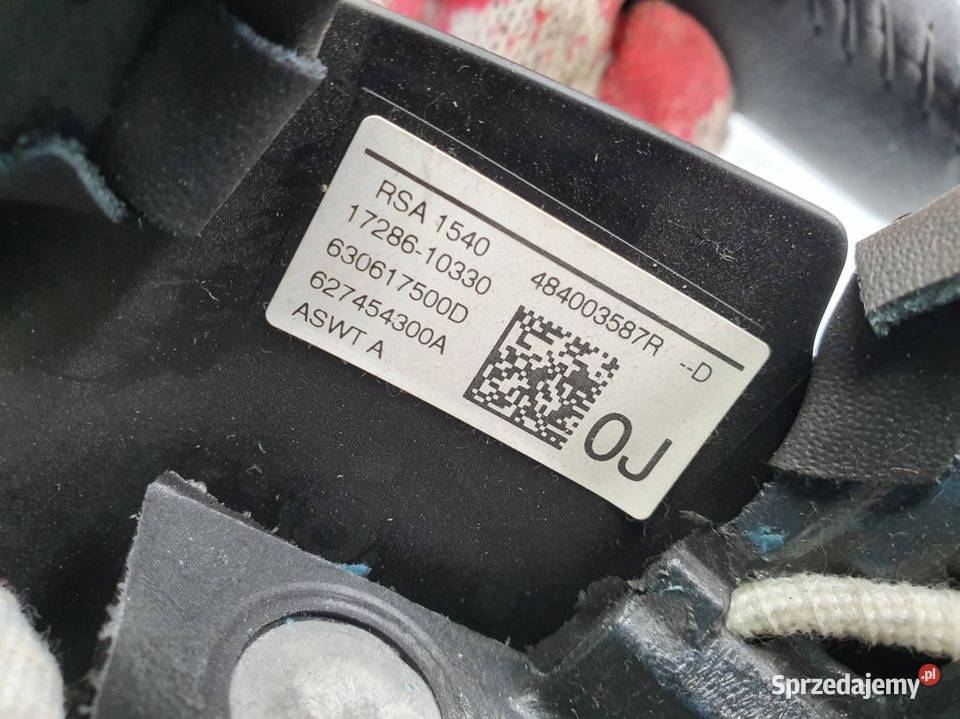 RSA 1540
17286-10330
630617500D
627454300A
ASWT A
484003587R --D
0J
Sprzedajemy.pl